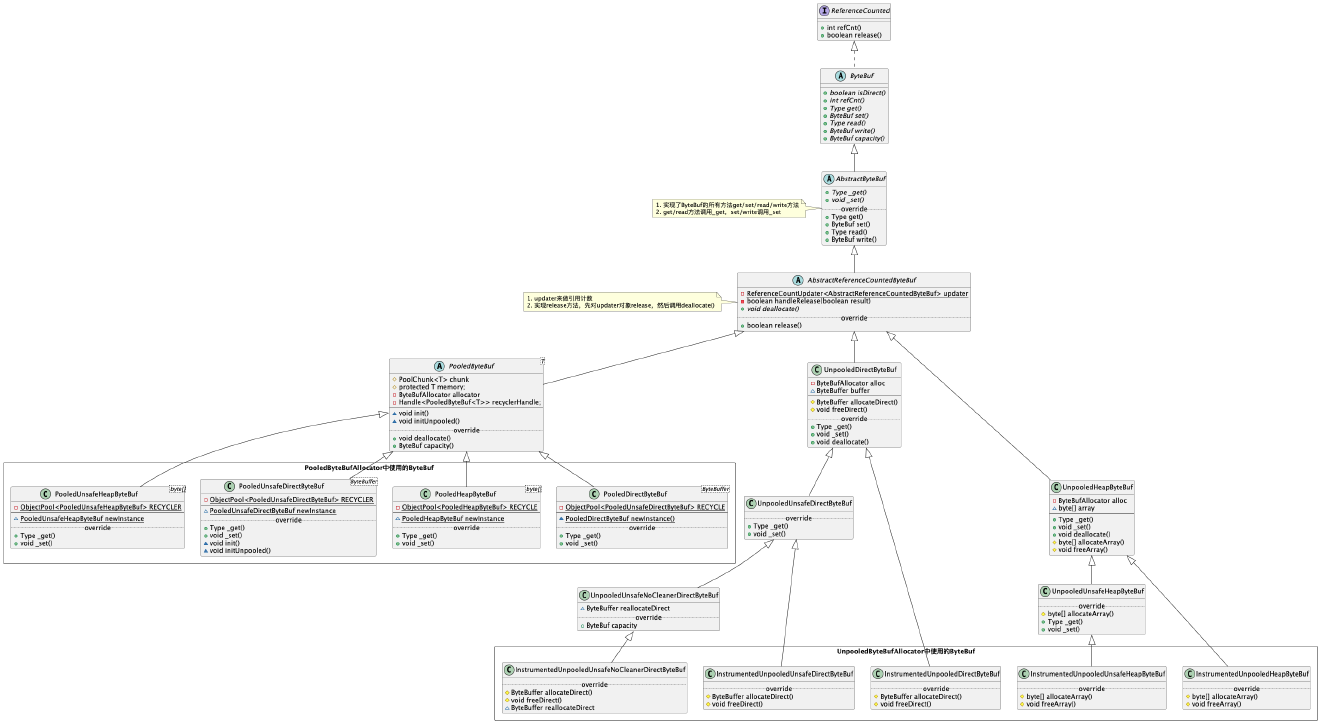 ReferenceCounted
int refCnt()
boolean release()
ByteBuf
boolean isDirect()
int refCnt()
Type get()
ByteBuf set()
Type read()
ByteBuf write()
ByteBuf capacity()
AbstractByteBuf
Type _get()
void _set()
override
Type get()
ByteBuf set()
Type read()
ByteBuf write()
1. 实现了ByteBuf的所有方法get/set/read/write方法
2. get/read方法调用_get, set/write调用_set
AbstractReferenceCountedByteBuf
ReferenceCountUpdater<AbstractReferenceCountedByteBuf> updater
boolean handleRelease(boolean result)
void deallocate()
override
boolean release()
1. updater来做引用计数
2. 实现release方法, 先对updater对象release, 然后调用deallocate()
PooledByteBuf
T
PoolChunk<T> chunk
protected T memory;
ByteBufAllocator allocator
Handle<PooledByteBuf<T>> recyclerHandle;
void init()
void initUnpooled()
override
void deallocate()
ByteBuf capacity()
UnpooledDirectByteBuf
ByteBufAllocator alloc
ByteBuffer buffer
ByteBuffer allocateDirect()
void freeDirect()
override
Type _get()
void _set()
void deallocate()
PooledByteBufAllocator中使用的ByteBuf
PooledUnsafeHeapByteBuf
byte[]
ObjectPool<PooledUnsafeHeapByteBuf> RECYCLER
PooledUnsafeHeapByteBuf newInstance
override
Type _get()
void _set()
PooledUnsafeDirectByteBuf
ByteBuffer
ObjectPool<PooledUnsafeDirectByteBuf> RECYCLER
PooledUnsafeDirectByteBuf newInstance
override
Type _get()
void _set()
void init()
void initUnpooled()
PooledHeapByteBuf
byte[]
ObjectPool<PooledHeapByteBuf> RECYCLE
PooledHeapByteBuf newInstance
override
Type _get()
void _set()
PooledDirectByteBuf
ByteBuffer
ObjectPool<PooledUnsafeDirectByteBuf> RECYCLE
PooledDirectByteBuf newInstance()
override
Type _get()
void _set()
UnpooledUnsafeDirectByteBuf
override
Type _get()
void _set()
UnpooledHeapByteBuf
ByteBufAllocator alloc
byte[] array
Type _get()
void _set()
void deallocate()
byte[] allocateArray()
void freeArray()
UnpooledUnsafeNoCleanerDirectByteBuf
ByteBuffer reallocateDirect
override
ByteBuf capacity
UnpooledUnsafeHeapByteBuf
override
byte[] allocateArray()
Type _get()
void _set()
UnpooledByteBufAllocator中使用的ByteBuf
InstrumentedUnpooledUnsafeNoCleanerDirectByteBuf
override
ByteBuffer allocateDirect()
void freeDirect()
ByteBuffer reallocateDirect
InstrumentedUnpooledUnsafeDirectByteBuf
override
ByteBuffer allocateDirect()
void freeDirect()
InstrumentedUnpooledDirectByteBuf
override
ByteBuffer allocateDirect()
void freeDirect()
InstrumentedUnpooledUnsafeHeapByteBuf
override
byte[] allocateArray()
void freeArray()
InstrumentedUnpooledHeapByteBuf
override
byte[] allocateArray()
void freeArray()